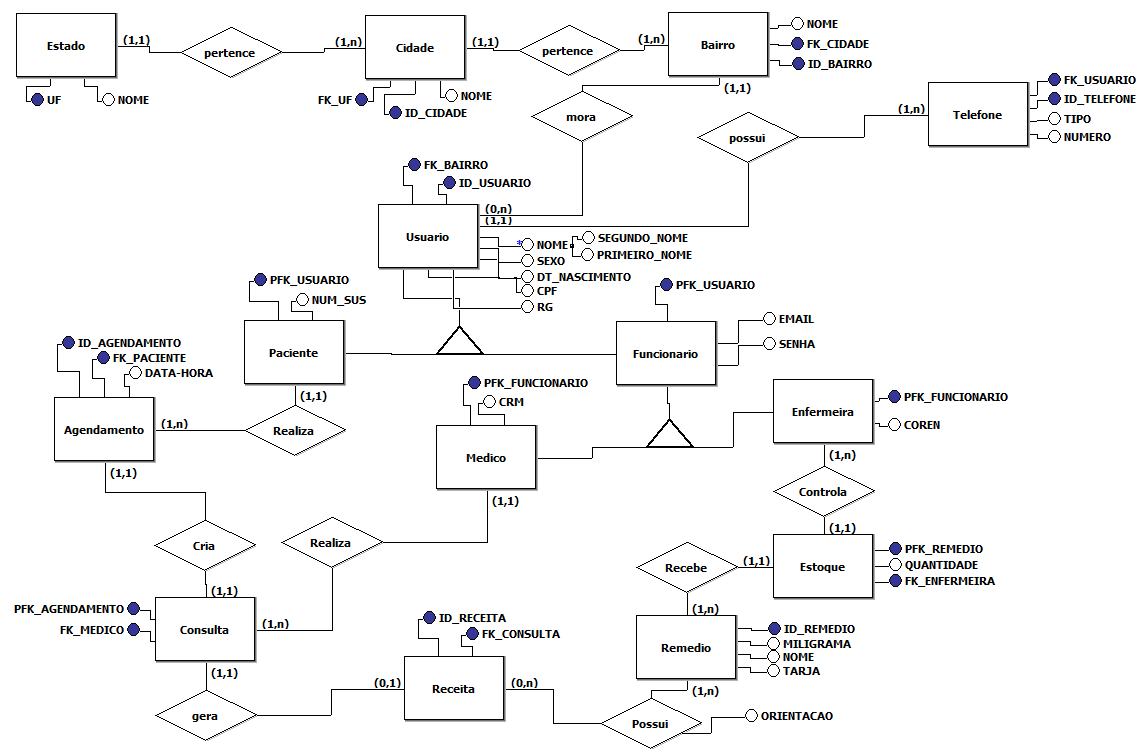 Estado
(1,1)
pertence
(1,n)
Cidade
(1,1)
pertence
(1,n)
Bairro
NOME
FK_CIDADE
ID_BAIRRO
UF
NOME
FK_UF
ID_CIDADE
NOME
(1,1)
mora
possui
(1,n)
Telefone
FK_USUARIO
ID_TELEFONE
TIPO
NUMERO
FK_BAIRRO
ID_USUARIO
Usuario
(0,n)
(1,1)
*
NOME
SEGUNDO_NOME
PRIMEIRO_NOME
SEXO
DT_NASCIMENTO
CPF
RG
PFK_USUARIO
NUM_SUS
Paciente
(1,1)
PFK_USUARIO
Funcionario
EMAIL
SENHA
ID_AGENDAMENTO
FK_PACIENTE
DATA-HORA
Agendamento
(1,n)
Realiza
(1,1)
PFK_FUNCIONARIO
CRM
Medico
(1,1)
Enfermeira
PFK_FUNCIONARIO
COREN
(1,n)
Controla
(1,1)
Estoque
PFK_REMEDIO
QUANTIDADE
FK_ENFERMEIRA
Cria
Realiza
Recebe
(1,1)
(1,1)
PFK_AGENDAMENTO
FK_MEDICO
Consulta
(1,n)
(1,1)
(1,n)
Remedio
ID_REMEDIO
MILIGRAMA
NOME
TARJA
(1,n)
ID_RECEITA
FK_CONSULTA
gera
(0,1)
Receita
(0,n)
Possui
ORIENTACAO